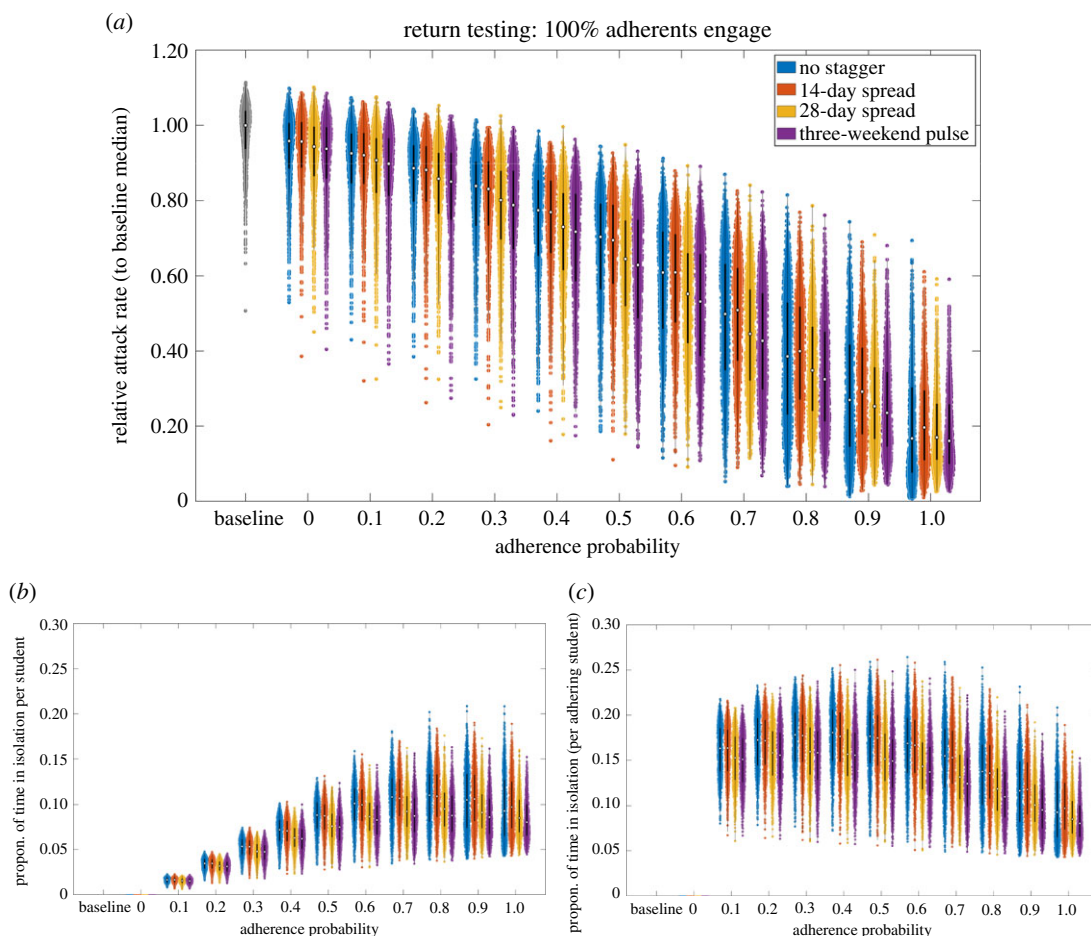 (a)
return testing: 100% adherents engage
1.20
1.00
0.80
0.60
0.40
0.20
0
relative attack rate (to baseline median)
no stagger
14-day spread
28-day spread
three-weekend pulse
baseline 0 0.1 0.2 0.3 0.4 0.5 0.6 0.7 0.8 0.9 1.0
adherence probability
(b)
0.30
0.25
0.20
0.15
0.10
0.05
0
propon. of time in isolation per student
baseline 0 0.1 0.2 0.3 0.4 0.5 0.6 0.7 0.8 0.9 1.0
adherence probability
(c)
0.30
0.25
0.20
0.15
0.10
0.05
0
propon. of time in isolation (per adhering student)
baseline 0 0.1 0.2 0.3 0.4 0.5 0.6 0.7 0.8 0.9 1.0
adherence probability